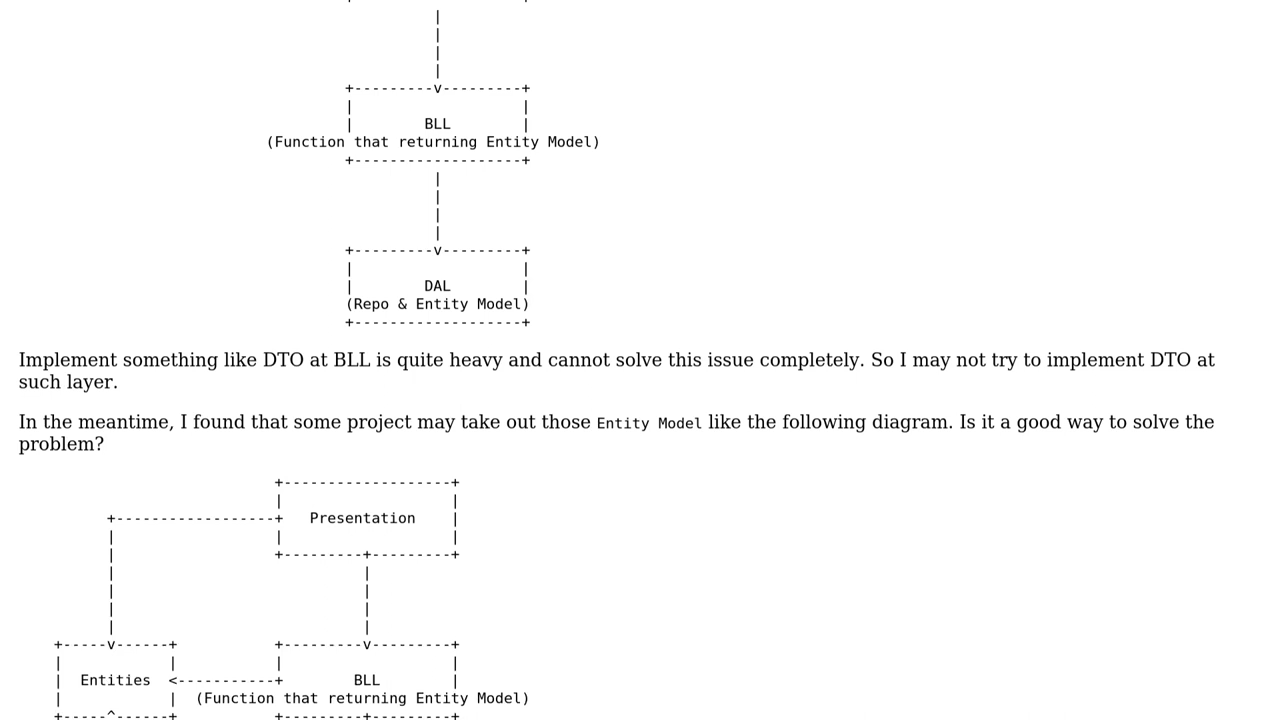 |
|
|
|
+---------v---------+
|                   |
|        BLL        |
(Function that returning Entity Model)
+-------------------+
|
|
|
|
+---------v---------+
|                   |
|        DAL        |
(Repo & Entity Model)
+-------------------+
Implement something like DTO at BLL is quite heavy and cannot solve this issue completely. So I may not try to implement DTO at
such layer.
In the meantime, I found that some project may take out those Entity Model like the following diagram. Is it a good way to solve the
problem?
+-------------------+
|                   |
+------------------+   Presentation    |
|                  |                   |
|                  +---------+---------+
|                            |
|                            |
|                            |
|                            |
+-----v------+           +---------v---------+
|            |           |                   |
|  Entities  <-----------+        BLL        |
|            |  (Function that returning Entity Model)
+-----^------+           +---------+---------+